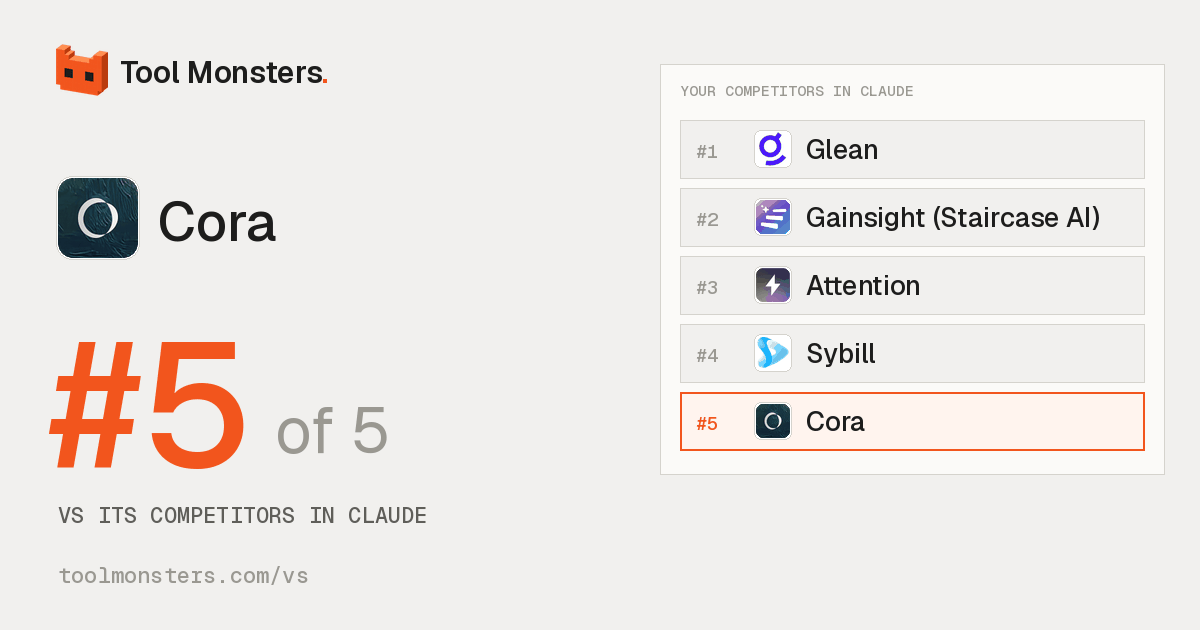 Tool Monsters.
Cora
#5 of 5
VS ITS COMPETITORS IN CLAUDE
toolmonsters.com/vs
YOUR COMPETITORS IN CLAUDE
#1 Glean
#2 Gainsight (Staircase AI)
#3 Attention
#4 Sybill
#5 Cora